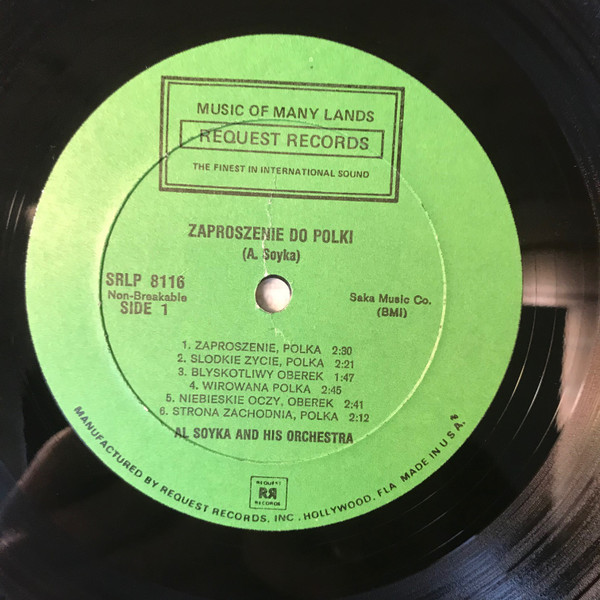 MUSIC OF MANY LANDS
REQUEST RECORDS
THE FINEST IN INTERNATIONAL SOUND
ZAPROSZENIE DO POLKI
(A. Soyka)
SRLP 8116
Non-Breakable
SIDE 1
Saka Music Co.
(BMI)
1. ZAPROSZENIE, POLKA 2:30
2. SLODKIE ZYCIE, POLKA 2:21
3. BLYSKOTLIWY OBEREK 1:47
4. WIROWANA POLKA 2:45
5. NIEBIESKIE OCZY, OBEREK 2:41
6. STRONA ZACHODNIA, POLKA 2:12
AL SOYKA AND HIS ORCHESTRA
REQUEST
RR
RECORDS
MANUFACTURED BY REQUEST RECORDS, INC. HOLLYWOOD, FLA MADE IN U.S.A.